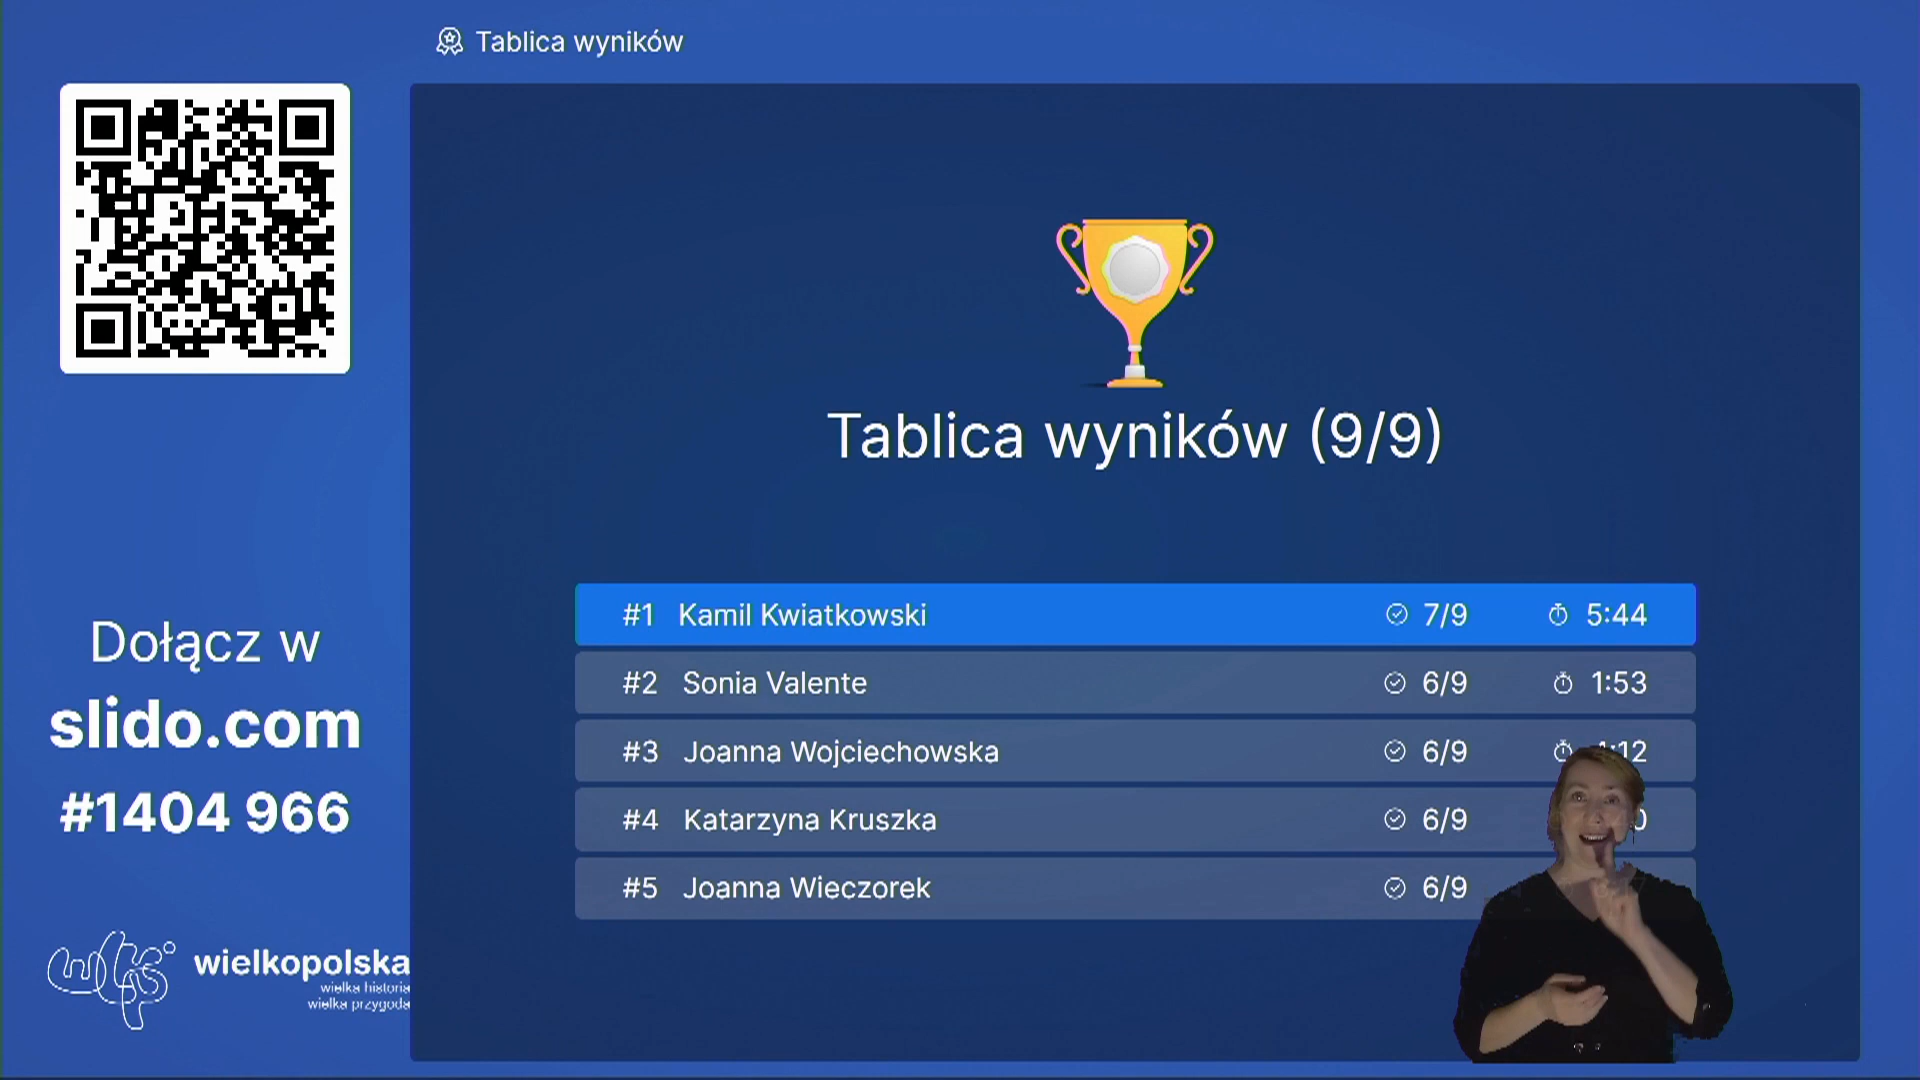 Tablica wyników
Tablica wyników (9/9)
#1 Kamil Kwiatkowski 7/9 5:44
#2 Sonia Valente 6/9 1:53
#3 Joanna Wojciechowska 6/9
#4 Katarzyna Kruszka 6/9
#5 Joanna Wieczorek 6/9
Dołącz w
slido.com
#1404 966
wielkopolska
wielka historia
wielka przygoda